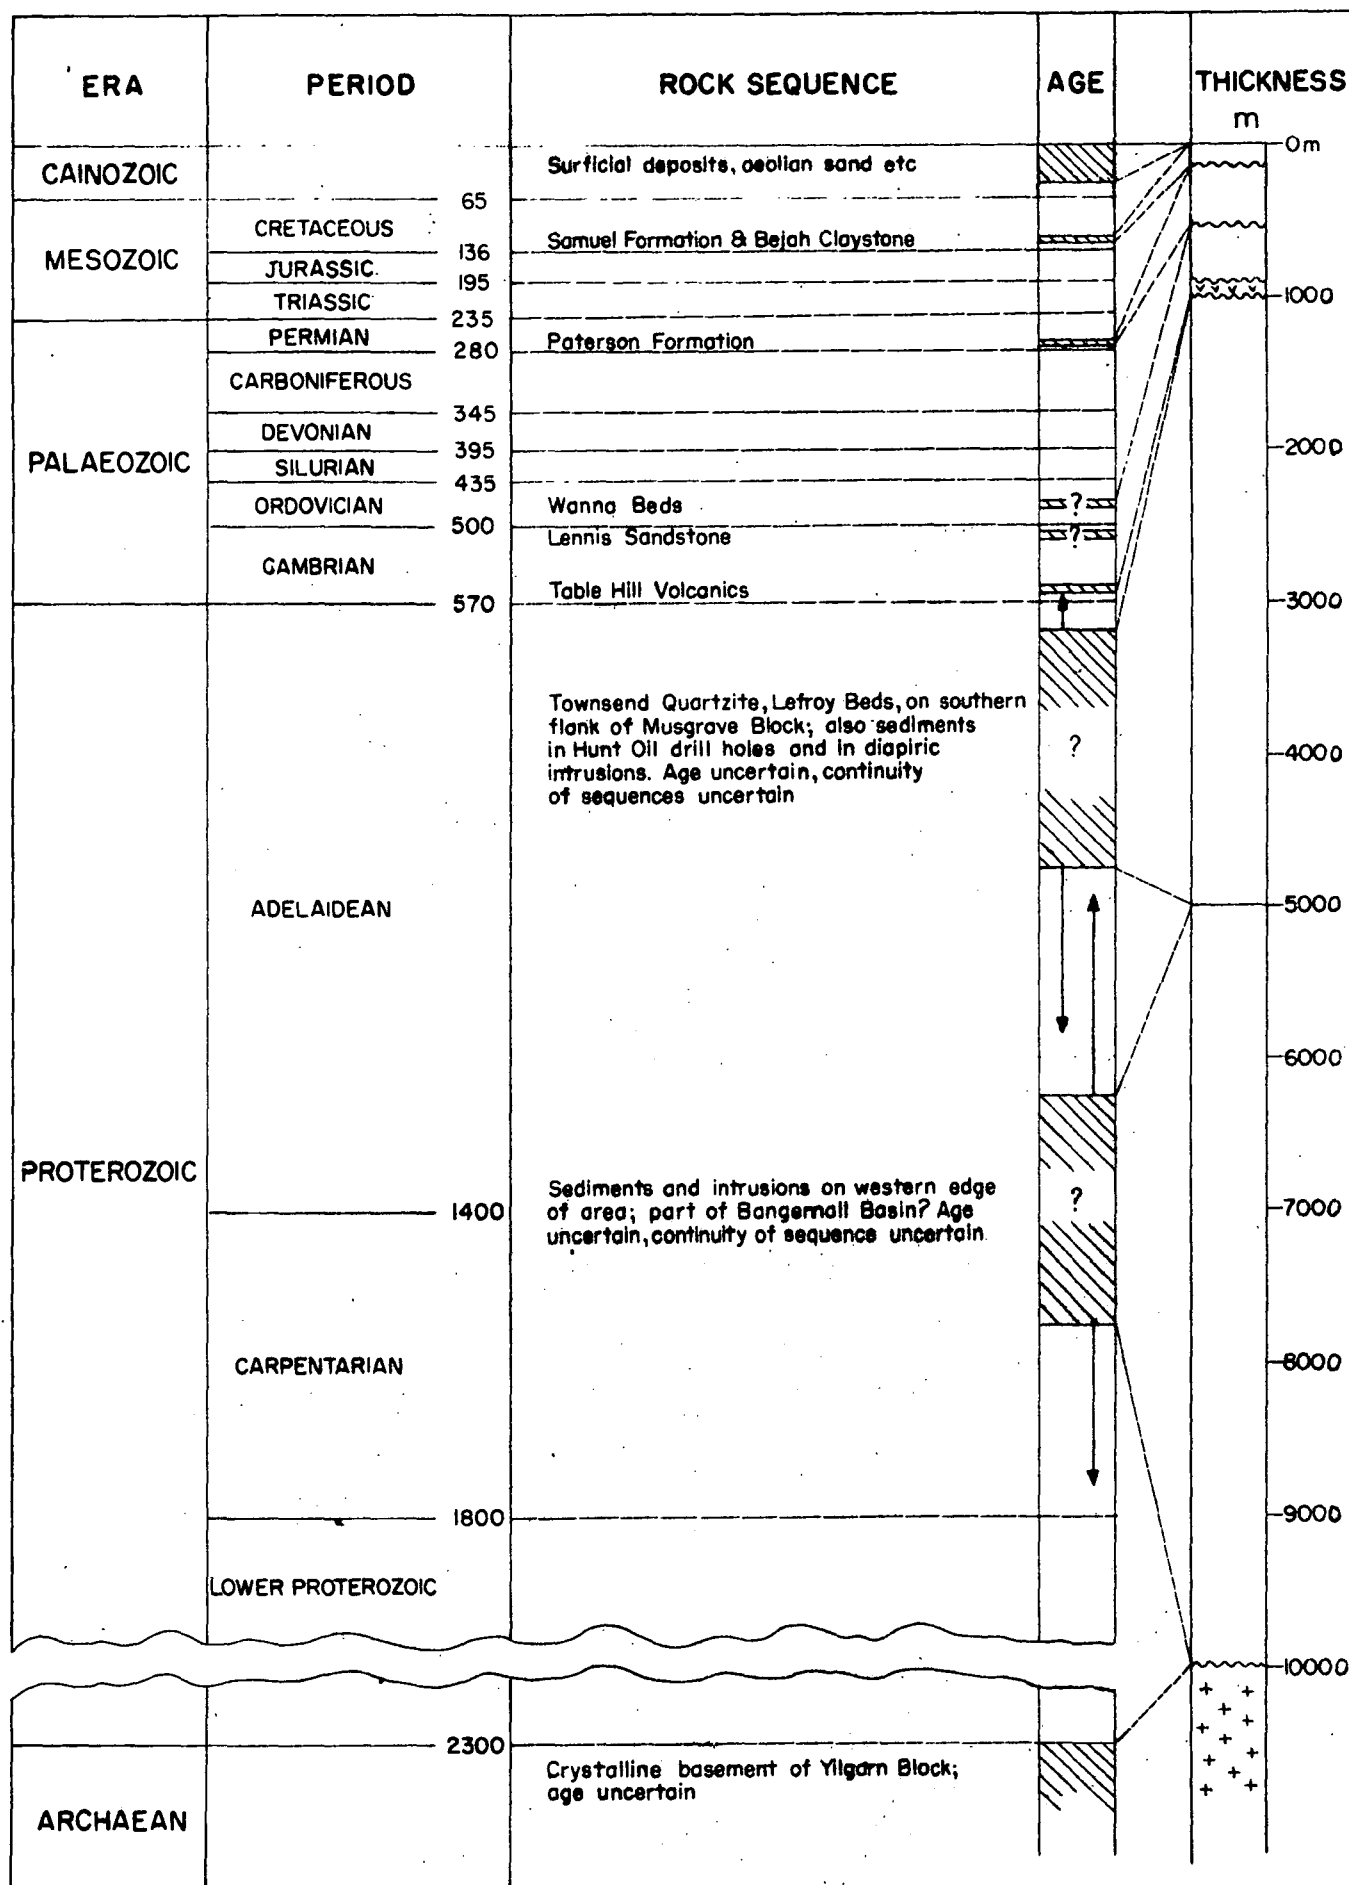 ERA
PERIOD
ROCK SEQUENCE
AGE
THICKNESS
m
0m
CAINOZOIC
Surficial deposits, aeolian sand etc
65
MESOZOIC
CRETACEOUS
Samuel Formation & Bejah Claystone
136
JURASSIC
195
TRIASSIC
1000
235
PERMIAN
Paterson Formation
280
CARBONIFEROUS
345
DEVONIAN
395
2000
PALAEOZOIC
SILURIAN
435
ORDOVICIAN
Wanna Beds
?
500
Lennis Sandstone
?
CAMBRIAN
Table Hill Volcanics
570
3000
Townsend Quartzite, Lefroy Beds, on southern
flank of Musgrave Block; also sediments
in Hunt Oil drill holes and in diapiric
intrusions. Age uncertain, continuity
of sequences uncertain
?
4000
ADELAIDEAN
5000
6000
PROTEROZOIC
Sediments and intrusions on western edge
of area; part of Bangemall Basin? Age
uncertain, continuity of sequence uncertain
?
1400
7000
CARPENTARIAN
8000
1800
9000
LOWER PROTEROZOIC
10000
2300
Crystalline basement of Yilgarn Block;
age uncertain
ARCHAEAN